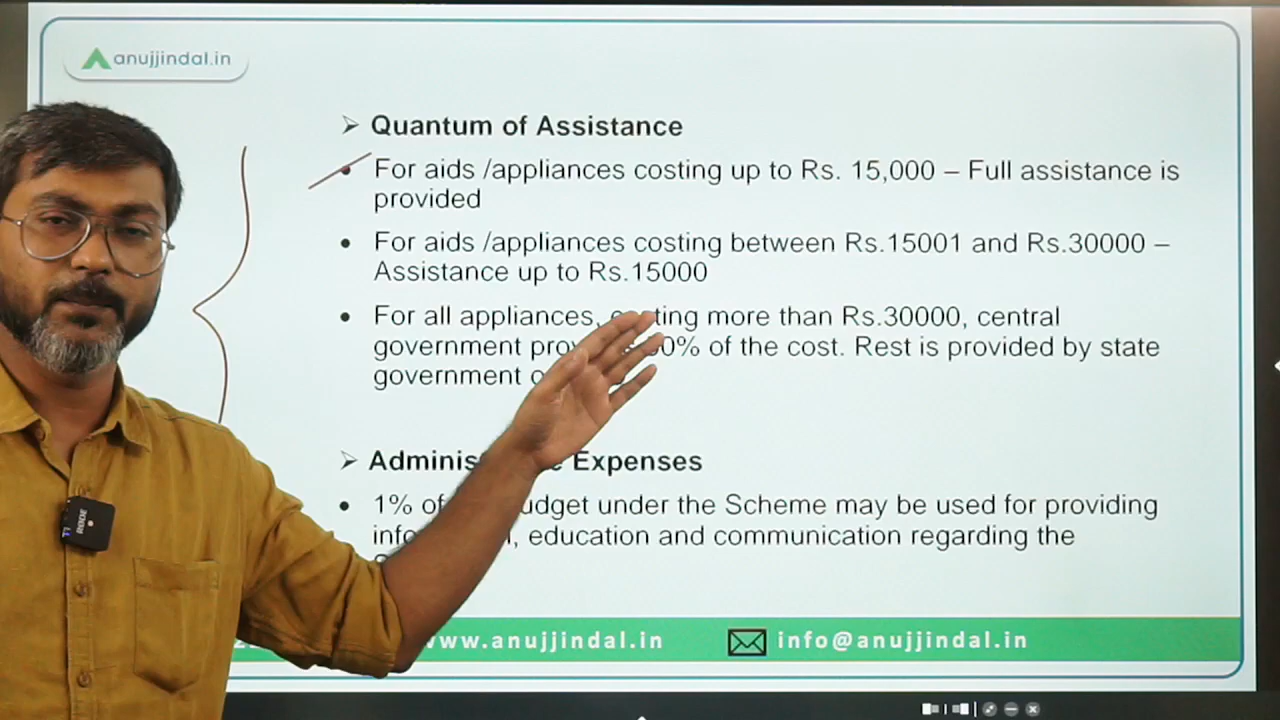 anujjindal.in
Quantum of Assistance
For aids /appliances costing up to Rs. 15,000 – Full assistance is
provided
For aids /appliances costing between Rs.15001 and Rs.30000 –
Assistance up to Rs.15000
For all appliances, costing more than Rs.30000, central
government of the cost. Rest is provided by state
government
Administrative Expenses
1% of budget under the Scheme may be used for providing
education and communication regarding the
www.anujjindal.in
info@anujjindal.in
RODE